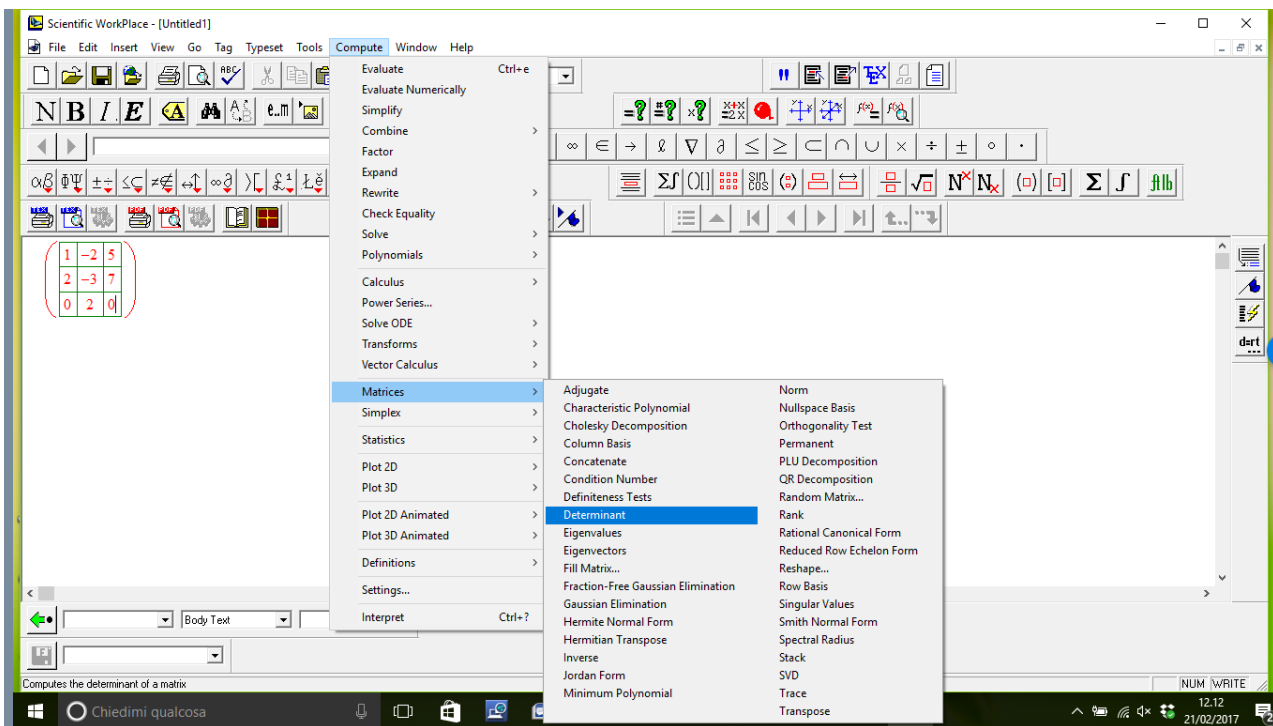 Scientific WorkPlace - [Untitled1]
File Edit Insert View Go Tag Typeset Tools Compute Window Help
N B I E
= ? # ? x ?
∞ ∈ → ℓ ∇ ∂ ≤ ≥ ⊂ ∩ ∪ × ÷ ± ∘ ·
1 −2 5
2 −3 7
0 2 0
d=rt
Evaluate Ctrl+e
Evaluate Numerically
Simplify
Combine
Factor
Expand
Rewrite
Check Equality
Solve
Polynomials
Calculus
Power Series...
Solve ODE
Transforms
Vector Calculus
Matrices
Simplex
Statistics
Plot 2D
Plot 3D
Plot 2D Animated
Plot 3D Animated
Definitions
Settings...
Interpret Ctrl+?
Adjugate
Characteristic Polynomial
Cholesky Decomposition
Column Basis
Concatenate
Condition Number
Definiteness Tests
Determinant
Eigenvalues
Eigenvectors
Fill Matrix...
Fraction-Free Gaussian Elimination
Gaussian Elimination
Hermite Normal Form
Hermitian Transpose
Inverse
Jordan Form
Minimum Polynomial
Norm
Nullspace Basis
Orthogonality Test
Permanent
PLU Decomposition
QR Decomposition
Random Matrix...
Rank
Rational Canonical Form
Reduced Row Echelon Form
Reshape...
Row Basis
Singular Values
Smith Normal Form
Spectral Radius
Stack
SVD
Trace
Transpose
Body Text
Computes the determinant of a matrix
NUM WRITE
Chiedimi qualcosa
12.12
21/02/2017